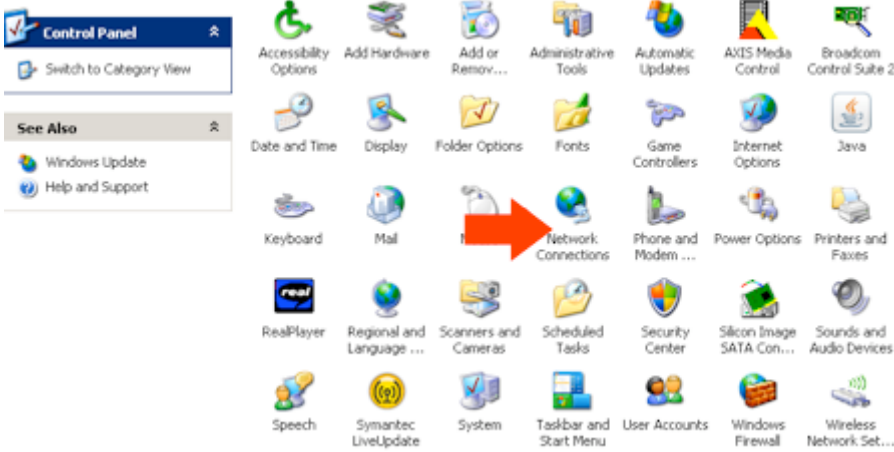 Control Panel
Switch to Category View
See Also
Windows Update
Help and Support
Accessibility
Options
Add Hardware
Add or
Remov...
Administrative
Tools
Automatic
Updates
AXIS Media
Control
Broadcom
Control Suite 2
Date and Time
Display
Folder Options
Fonts
Game
Controllers
Internet
Options
Java
Keyboard
Mail
Network
Connections
Phone and
Modem ...
Power Options
Printers and
Faxes
real
RealPlayer
Regional and
Language ...
Scanners and
Cameras
Scheduled
Tasks
Security
Center
Silicon Image
SATA Con...
Sounds and
Audio Devices
Speech
Symantec
LiveUpdate
System
Taskbar and
Start Menu
User Accounts
Windows
Firewall
Wireless
Network Set...